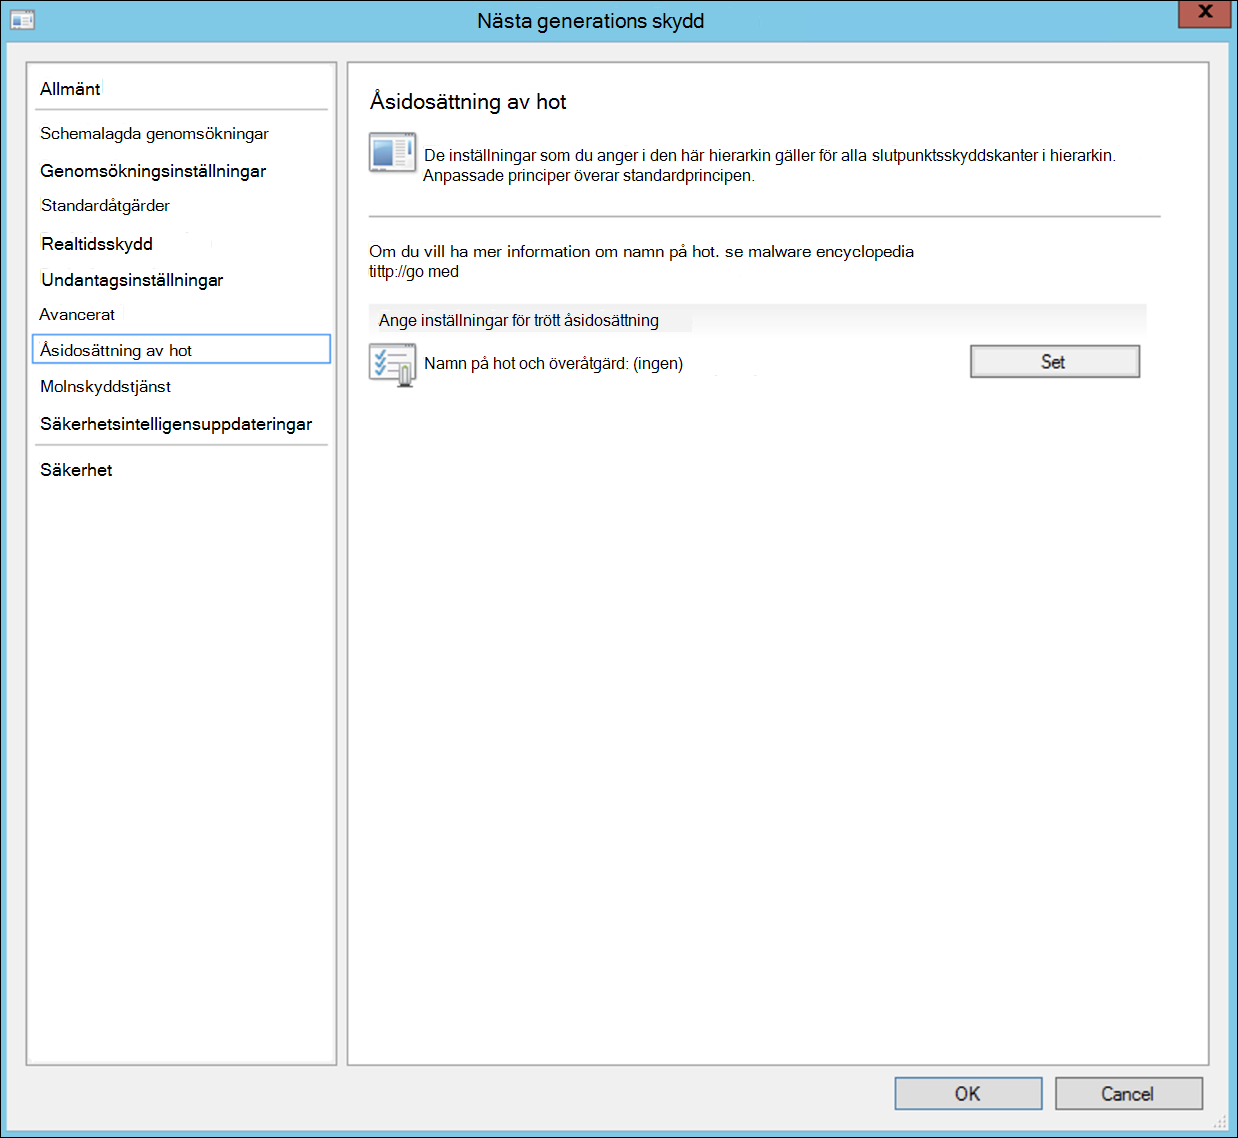 Nästa generations skydd
X
Allmänt
Schemalagda genomsökningar
Genomsökningsinställningar
Standardåtgärder
Realtidsskydd
Undantagsinställningar
Avancerat
Åsidosättning av hot
Molnskyddstjänst
Säkerhetsintelligensuppdateringar
Säkerhet
Åsidosättning av hot
De inställningar som du anger i den här hierarkin gäller för alla slutpunktsskyddskanter i hierarkin.
Anpassade principer överar standardprincipen.
Om du vill ha mer information om namn på hot. se malware encyclopedia
tittp://go med
Ange inställningar för trött åsidosättning
Namn på hot och överåtgärd: (ingen)
Set
OK
Cancel